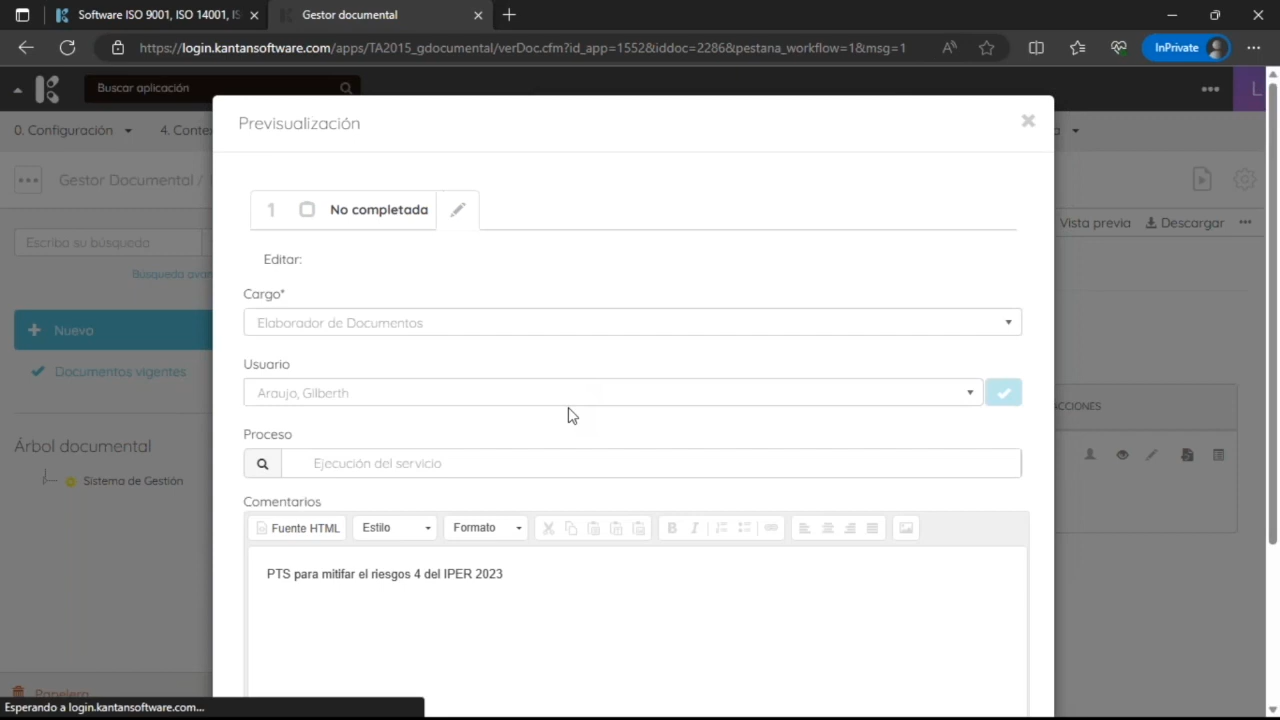 Software ISO 9001, ISO 14001, IS
Gestor documental
https://login.kantansoftware.com/apps/TA2015_gdocumental/verDoc.cfm?id_app=1552&iddoc=2286&pestana_workflow=1&msg=1
InPrivate
Buscar aplicación
L
0. Configuración
4. Contex
Previsualización
Gestor Documental /
1 No completada
Escriba su búsqueda
Vista previa
Descargar
Editar:
Búsqueda avan
Cargo*
Elaborador de Documentos
+ Nuevo
Usuario
Documentos vigentes
Araujo, Gilberth
ACCIONES
Proceso
Árbol documental
Ejecución del servicio
Sistema de Gestión
Comentarios
Fuente HTML
Estilo
Formato
B I
PTS para mitifar el riesgos 4 del IPER 2023
Papelera
Esperando a login.kantansoftware.com...